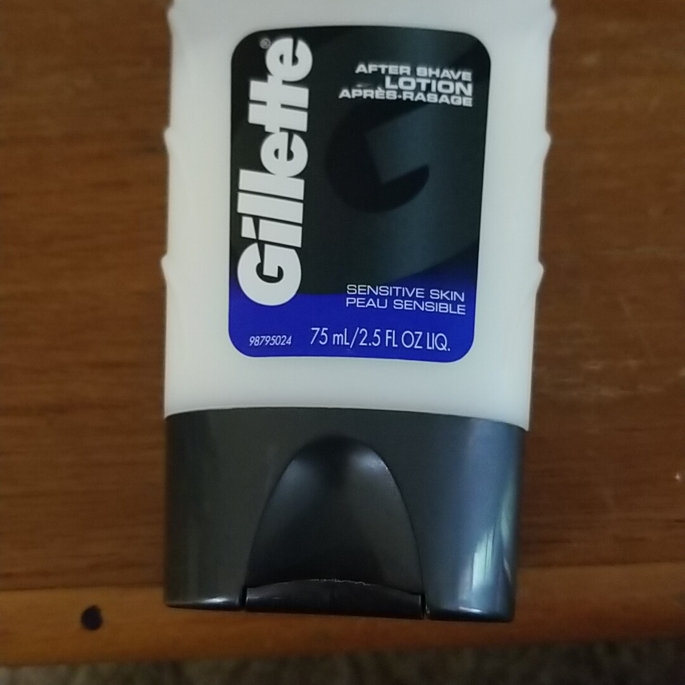 Gillette®
AFTER SHAVE
LOTION
APRÈS-RASAGE
SENSITIVE SKIN
PEAU SENSIBLE
98795024 75 mL/2.5 FL OZ LIQ.